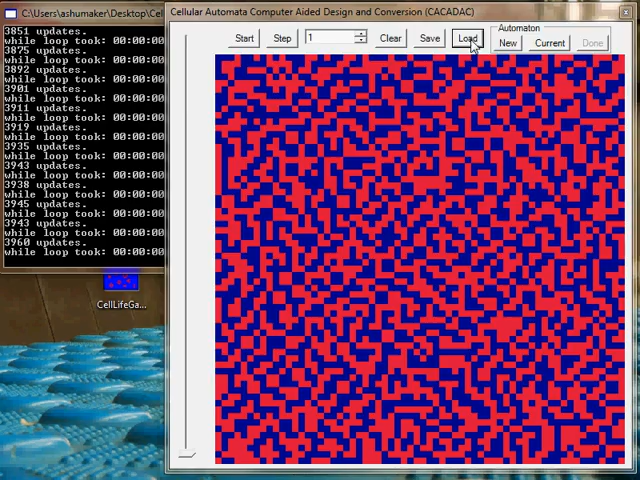 C:\Users\ashumaker\Desktop\Cel
3851 updates.
while loop took: 00:00:00
3875 updates.
while loop took: 00:00:00
3892 updates.
while loop took: 00:00:00
3901 updates.
while loop took: 00:00:00
3911 updates.
while loop took: 00:00:00
3919 updates.
while loop took: 00:00:00
3935 updates.
while loop took: 00:00:00
3943 updates.
while loop took: 00:00:00
3938 updates.
while loop took: 00:00:00
3945 updates.
while loop took: 00:00:00
3943 updates.
while loop took: 00:00:00
3960 updates.
while loop took: 00:00:00
CellLifeGa...
Cellular Automata Computer Aided Design and Conversion (CACADAC)
Start Step 1 Clear Save Load
Automaton
New Current Done